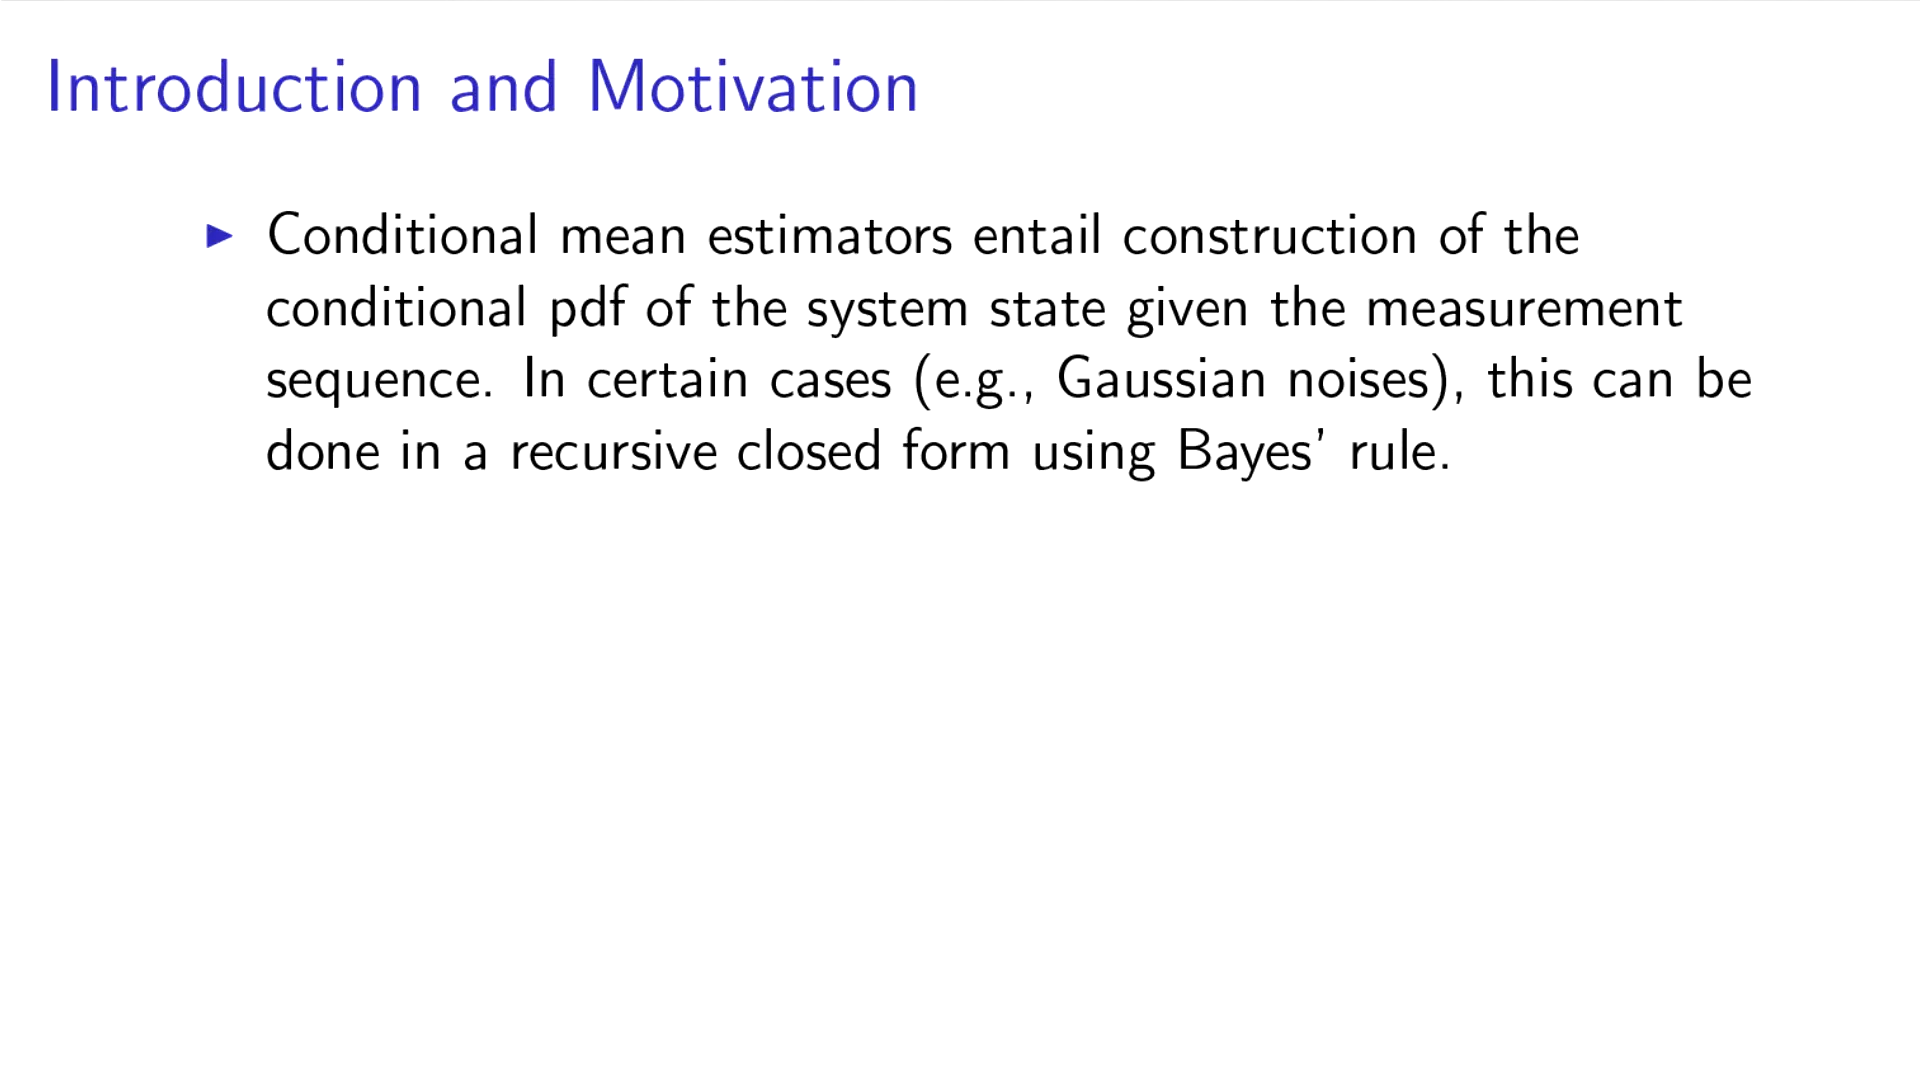 Introduction and Motivation
▶ Conditional mean estimators entail construction of the
conditional pdf of the system state given the measurement
sequence. In certain cases (e.g., Gaussian noises), this can be
done in a recursive closed form using Bayes’ rule.